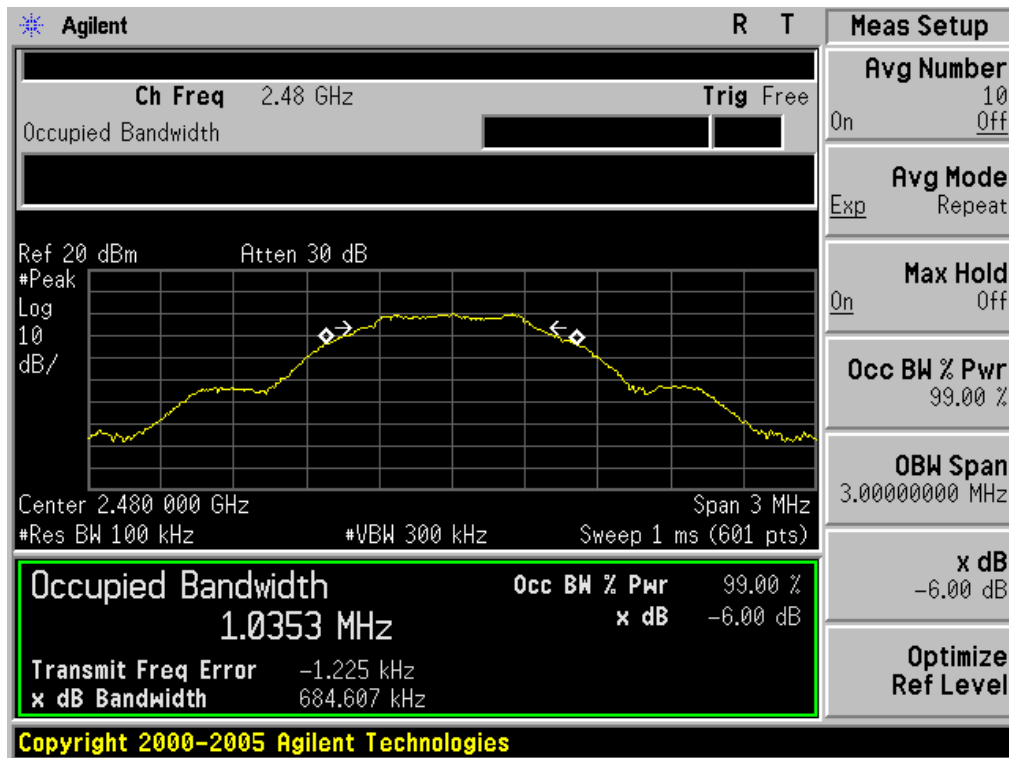 Agilent R T Meas Setup
Ch Freq 2.48 GHz Trig Free
Occupied Bandwidth
Avg Number
10
On Off
Avg Mode
Exp Repeat
Max Hold
On Off
Occ BW % Pwr
99.00 %
OBW Span
3.00000000 MHz
x dB
-6.00 dB
Optimize
Ref Level
Ref 20 dBm Atten 30 dB
#Peak
Log
10
dB/
Center 2.480 000 GHz Span 3 MHz
#Res BW 100 kHz #VBW 300 kHz Sweep 1 ms (601 pts)
Occupied Bandwidth Occ BW % Pwr 99.00 %
1.0353 MHz x dB -6.00 dB
Transmit Freq Error -1.225 kHz
x dB Bandwidth 684.607 kHz
Copyright 2000-2005 Agilent Technologies